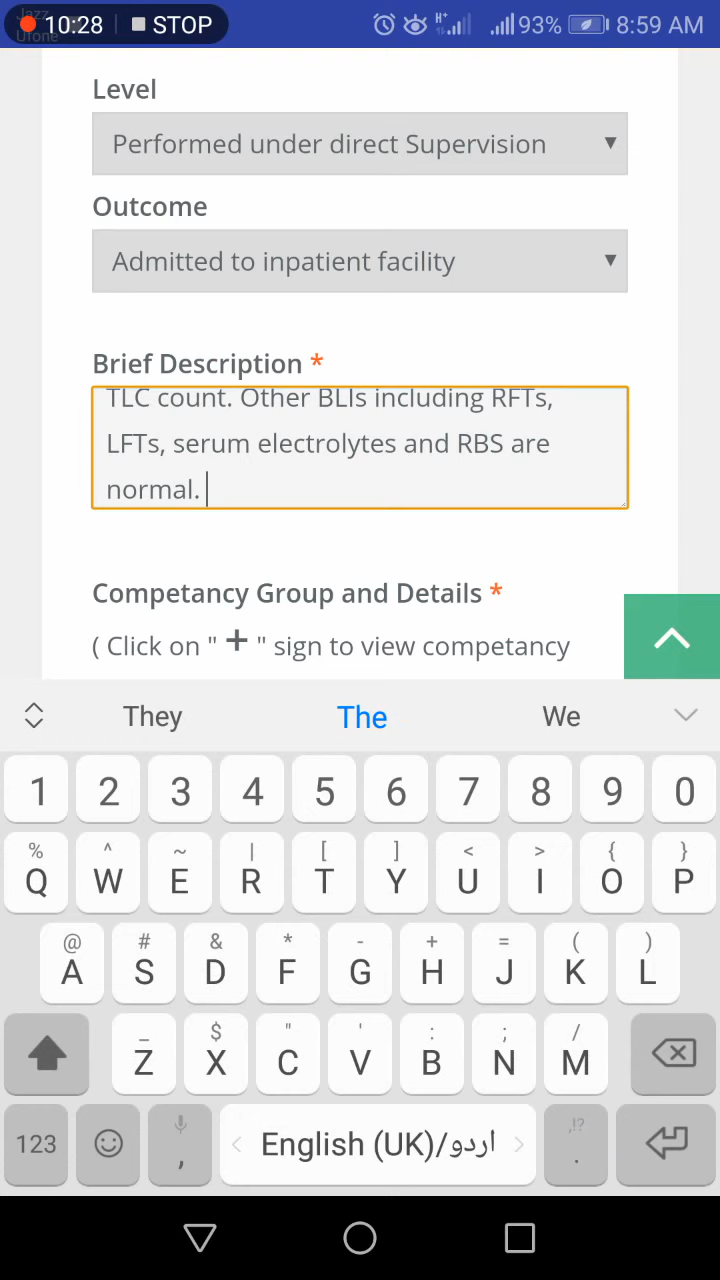 Jazz
Ufone
10:28 STOP H+ 93% 8:59 AM
Level
Performed under direct Supervision ▼
Outcome
Admitted to inpatient facility ▼
Brief Description *
TLC count. Other BLIs including RFTs,
LFTs, serum electrolytes and RBS are
normal.
Competancy Group and Details *
( Click on " + " sign to view competancy
They The We
1 2 3 4 5 6 7 8 9 0
% ^ ~ | [ ] < > { }
Q W E R T Y U I O P
@ # & * - + = ( )
A S D F G H J K L
_ $ " ' : ; /
Z X C V B N M
,!?
123 , English (UK)/اردو .